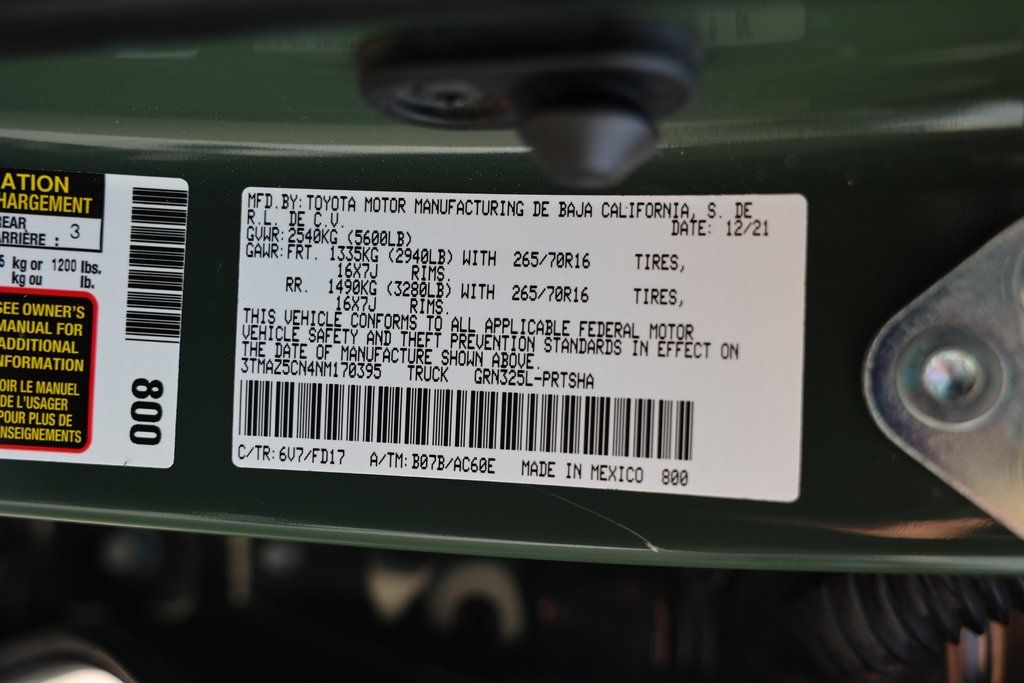 ATION
HARGEMENT
REAR
ARRIÈRE : 3
kg or 1200 lbs.
kg ou lb.
SEE OWNER'S
MANUAL FOR
ADDITIONAL
NFORMATION
OIR LE MANUEL
DE L'USAGER
POUR PLUS DE
NSEIGNEMENTS
800
MFD.BY:TOYOTA MOTOR MANUFACTURING DE BAJA CALIFORNIA, S. DE
R.L. DE C.V. DATE: 12/21
GVWR:2540KG (5600LB)
GAWR:FRT. 1335KG (2940LB) WITH 265/70R16 TIRES,
16X7J RIMS.
RR. 1490KG (3280LB) WITH 265/70R16 TIRES,
16X7J RIMS.
THIS VEHICLE CONFORMS TO ALL APPLICABLE FEDERAL MOTOR
VEHICLE SAFETY AND THEFT PREVENTION STANDARDS IN EFFECT ON
THE DATE OF MANUFACTURE SHOWN ABOVE.
3TMAZ5CN4NM170395 TRUCK GRN325L-PRTSHA
C/TR:6V7/FD17 A/TM:B07B/AC60E MADE IN MEXICO 800